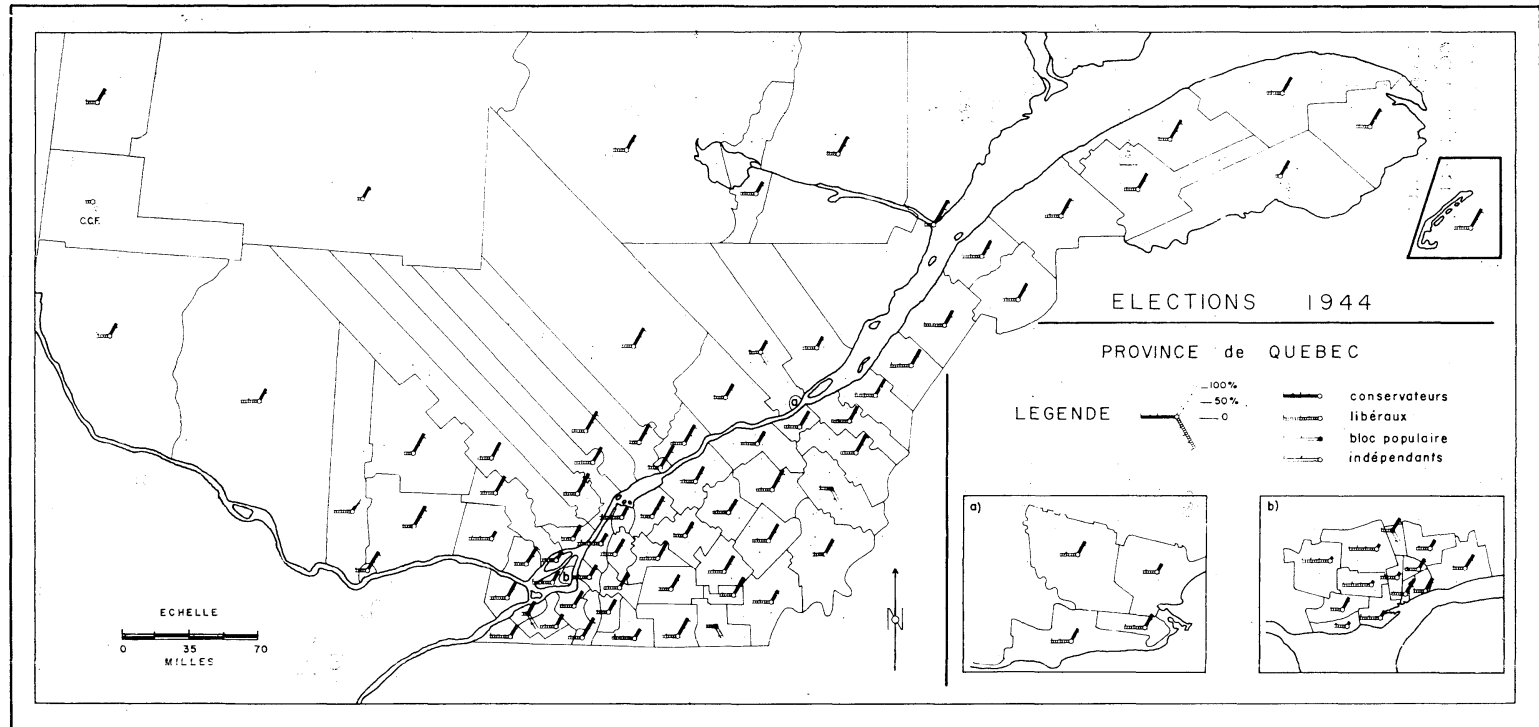 C.C.F.
ELECTIONS 1944
PROVINCE de QUEBEC
LEGENDE
100%
50%
0
conservateurs
libéraux
bloc populaire
indépendants
a
b
ECHELLE
0 35 70
MILLES
N
a)
b)